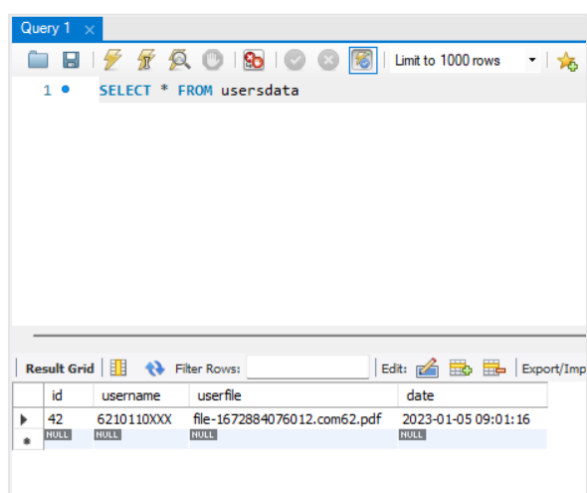 Query 1
Limit to 1000 rows
1 SELECT * FROM usersdata
Result Grid Filter Rows: Edit: Export/Imp
id username userfile date
42 6210110XXX file-1672884076012.com62.pdf 2023-01-05 09:01:16
NULL NULL NULL NULL